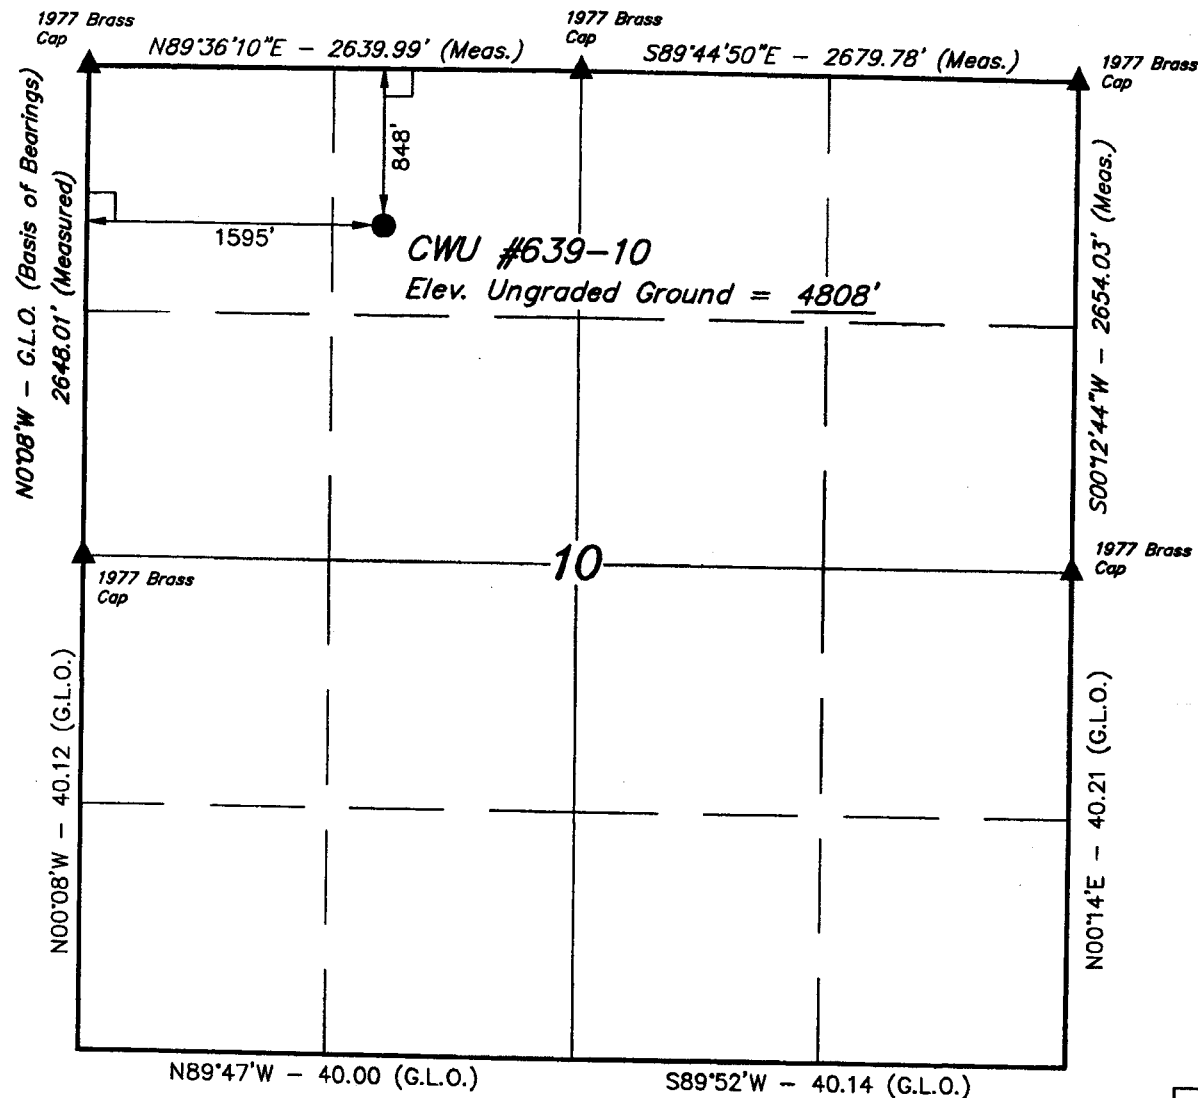 1977 Brass
Cap
N89°36'10"E - 2639.99' (Meas.)
1977 Brass
Cap
S89°44'50"E - 2679.78' (Meas.)
1977 Brass
Cap
N0°08'W - G.L.O. (Basis of Bearings)
2648.01' (Measured)
848'
1595'
CWU #639-10
Elev. Ungraded Ground = 4808'
S00°12'44"W - 2654.03' (Meas.)
10
1977 Brass
Cap
1977 Brass
Cap
N00°08'W - 40.12 (G.L.O.)
N00°14'E - 40.21 (G.L.O.)
N89°47'W - 40.00 (G.L.O.)
S89°52'W - 40.14 (G.L.O.)